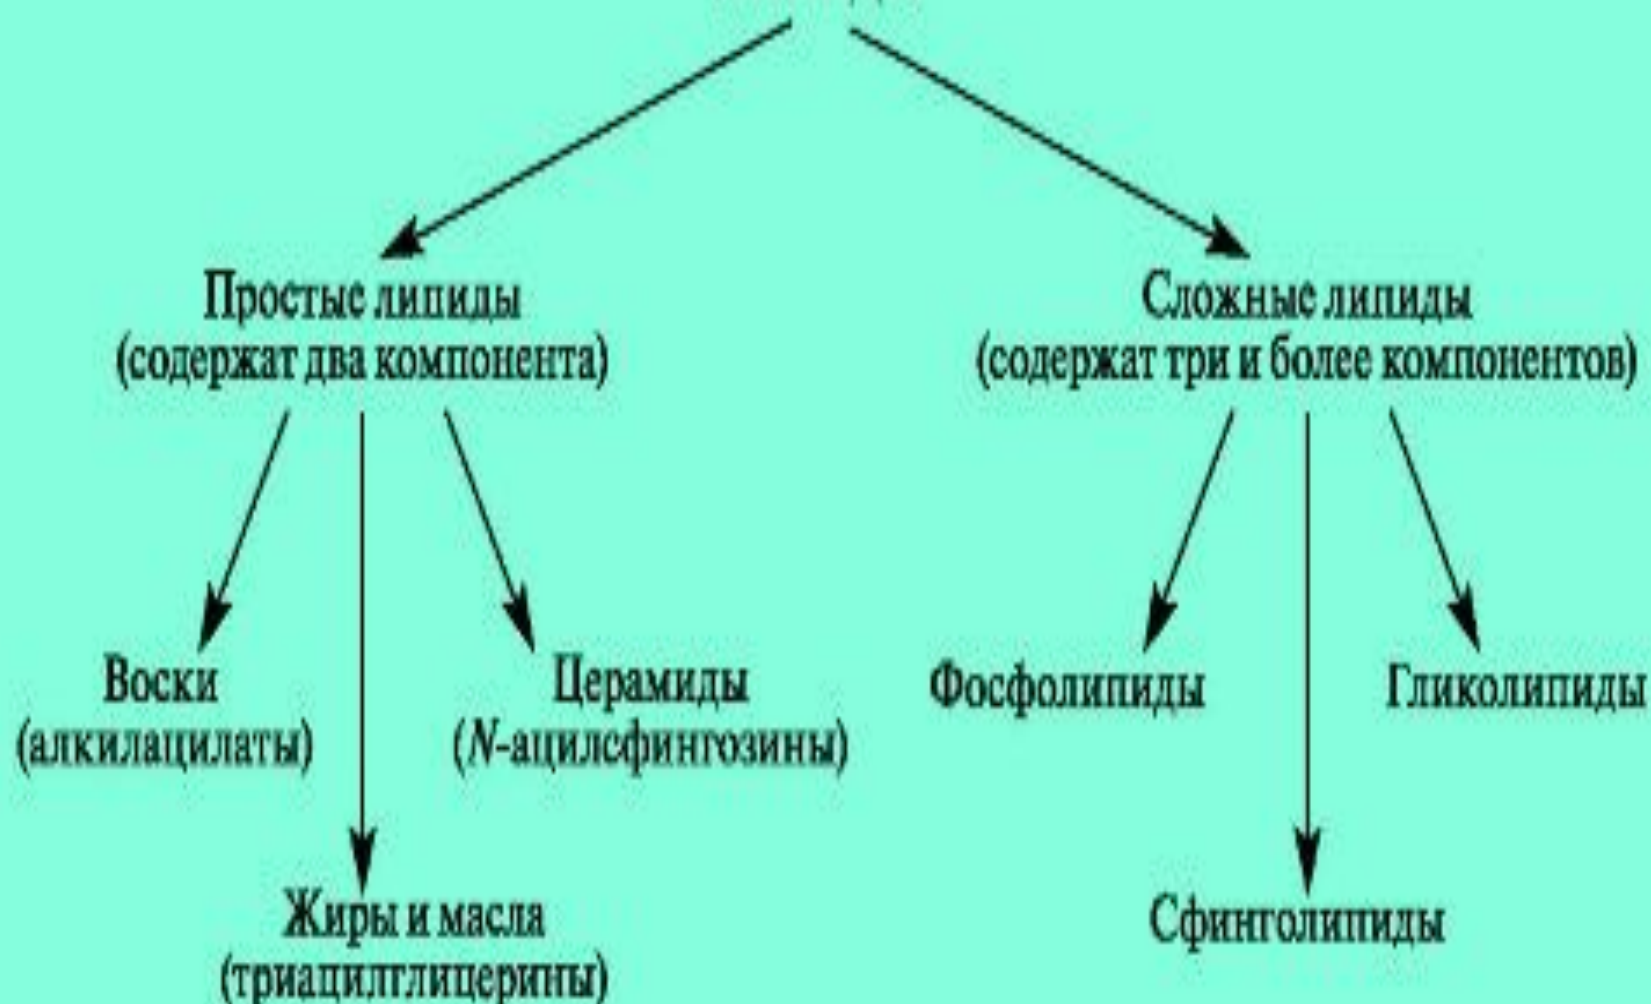 Простые липиды
(содержат два компонента)
Сложные липиды
(содержат три и более компонентов)
Воски
(алкилацилаты)
Церамиды
(N-ацилсфингозины)
Жиры и масла
(триацилглицерины)
Фосфолипиды
Гликолипиды
Сфинголипиды